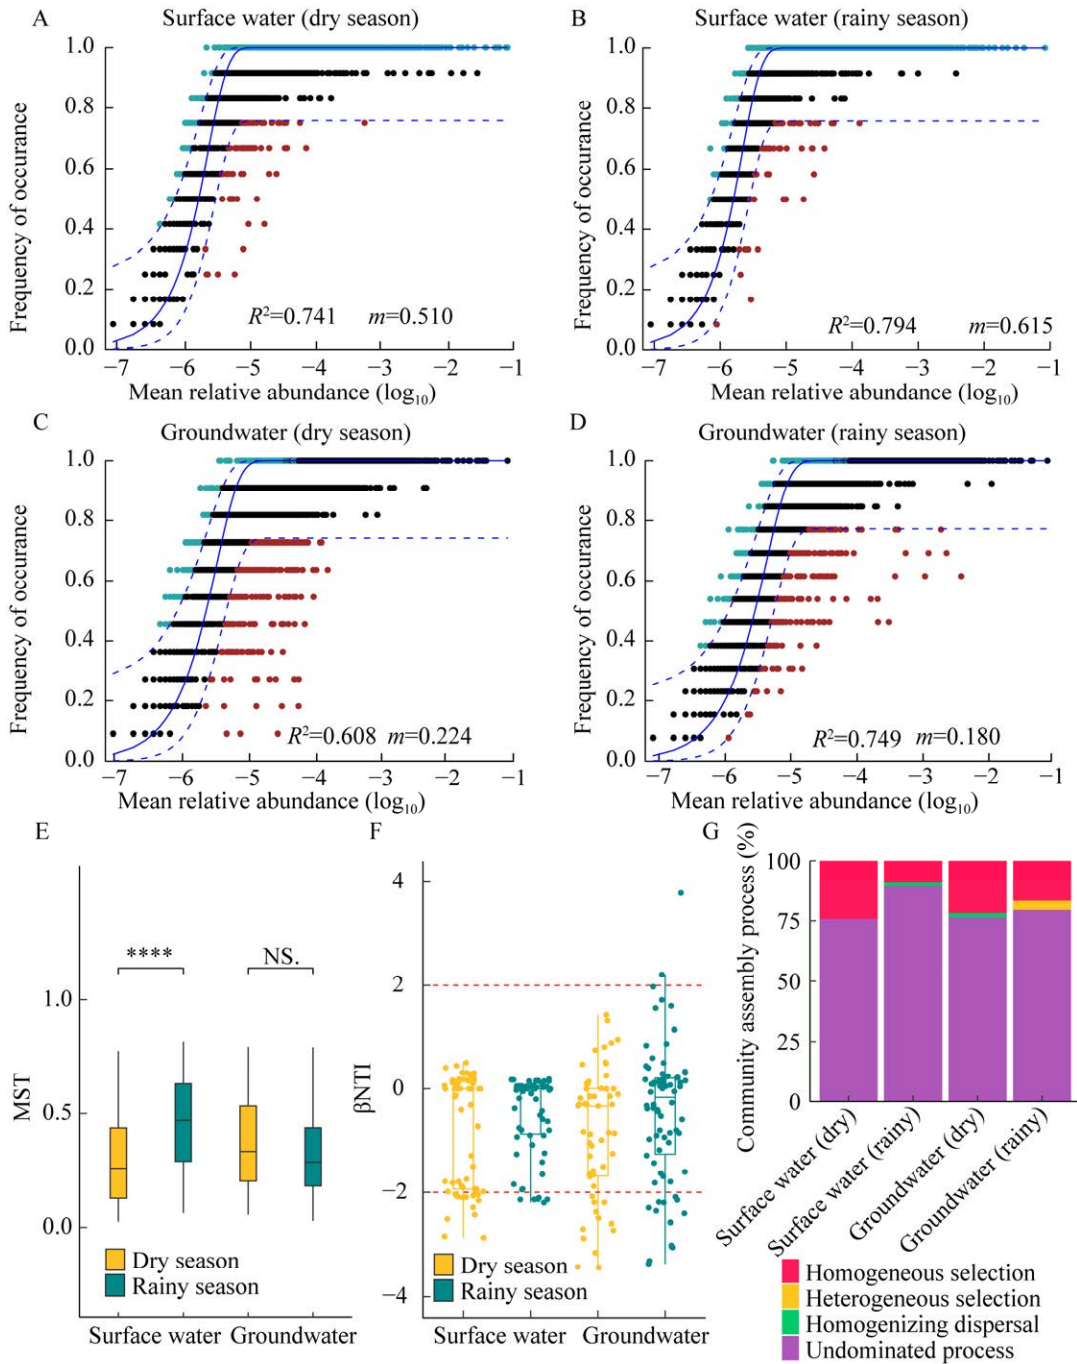 A
Surface water (dry season)
1.0
0.8
0.6
0.4
0.2
0.0
Frequency of occurance
R²=0.741 m=0.510
−7 −6 −5 −4 −3 −2 −1
Mean relative abundance (log₁₀)
B
Surface water (rainy season)
1.0
0.8
0.6
0.4
0.2
0.0
Frequency of occurance
R²=0.794 m=0.615
−7 −6 −5 −4 −3 −2 −1
Mean relative abundance (log₁₀)
C
Groundwater (dry season)
1.0
0.8
0.6
0.4
0.2
0.0
Frequency of occurance
R²=0.608 m=0.224
−7 −6 −5 −4 −3 −2 −1
Mean relative abundance (log₁₀)
D
Groundwater (rainy season)
1.0
0.8
0.6
0.4
0.2
0.0
Frequency of occurance
R²=0.749 m=0.180
−7 −6 −5 −4 −3 −2 −1
Mean relative abundance (log₁₀)
E
MST
1.0
0.5
0.0
****
NS.
Dry season
Rainy season
Surface water Groundwater
F
βNTI
4
2
0
−2
−4
Dry season
Rainy season
Surface water Groundwater
G
Community assembly process (%)
100
75
50
25
0
Surface water (dry)
Surface water (rainy)
Groundwater (dry)
Groundwater (rainy)
Homogeneous selection
Heterogeneous selection
Homogenizing dispersal
Undominated process